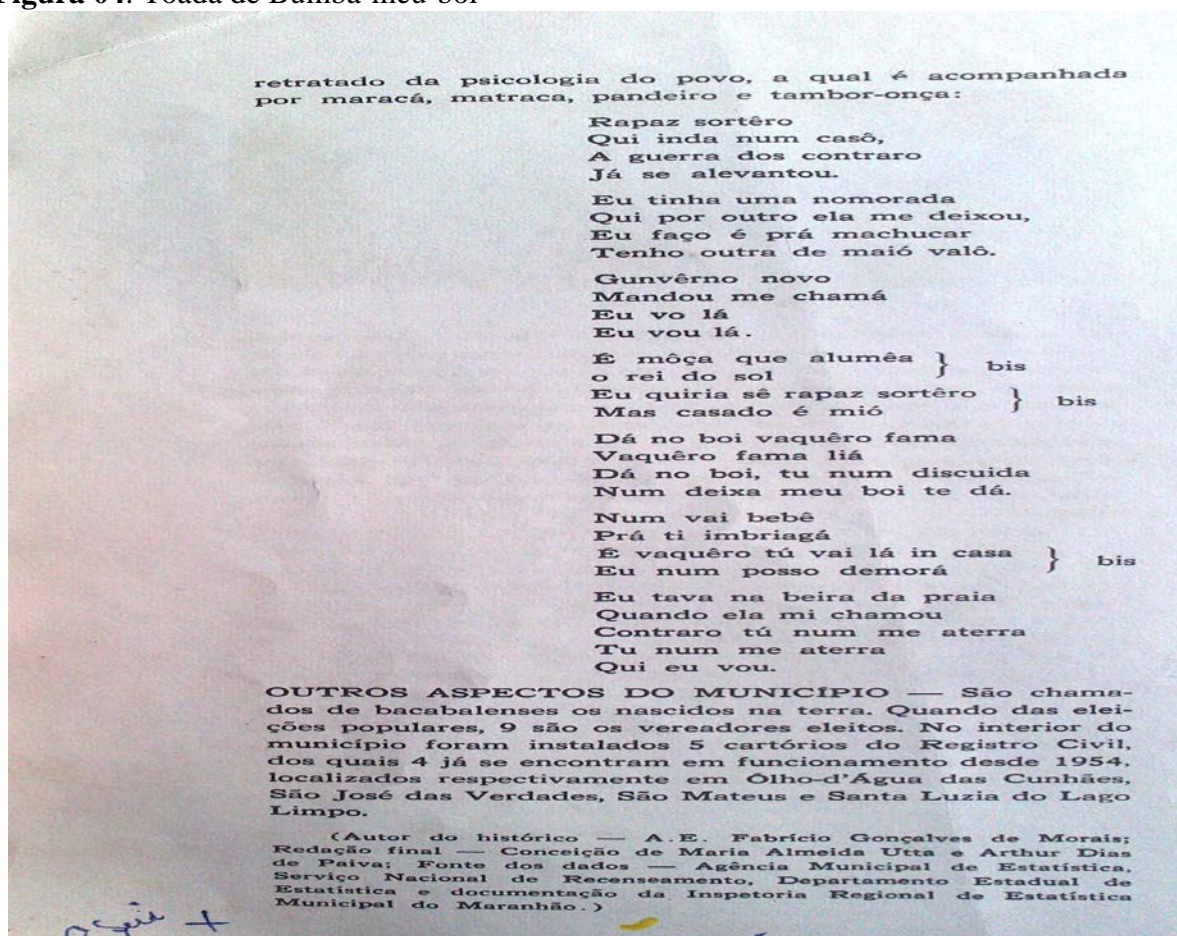 Figura 04: Toada de Bumba-meu-boi
retratado da psicologia do povo, a qual é acompanhada
por maracá, matraca, pandeiro e tambor-onça:
Rapaz sortêro
Qui inda num casô,
A guerra dos contraro
Já se alevantou.
Eu tinha uma nomorada
Qui por outro ela me deixou,
Eu faço é prá machucar
Tenho outra de maió valô.
Gunvêrno novo
Mandou me chamá
Eu vo lá
Eu vou lá.
É môça que alumêa } bis
o rei do sol
Eu quiria sê rapaz sortêro } bis
Mas casado é mió
Dá no boi vaquêro fama
Vaquêro fama liá
Dá no boi, tu num discuida
Num deixa meu boi te dá.
Num vai bebê
Prá ti imbriagá
É vaquêro tú vai lá in casa } bis
Eu num posso demorá
Eu tava na beira da praia
Quando ela mi chamou
Contraro tú num me aterra
Tu num me aterra
Qui eu vou.
OUTROS ASPECTOS DO MUNICÍPIO — São chama-
dos de bacabalenses os nascidos na terra. Quando das elei-
ções populares, 9 são os vereadores eleitos. No interior do
município foram instalados 5 cartórios do Registro Civil,
dos quais 4 já se encontram em funcionamento desde 1954,
localizados respectivamente em Ôlho-d'Água das Cunhães,
São José das Verdades, São Mateus e Santa Luzia do Lago
Limpo.
(Autor do histórico — A.E. Fabrício Gonçalves de Morais;
Redação final — Conceição de Maria Almeida Utta e Arthur Dias
de Paiva; Fonte dos dados — Agência Municipal de Estatística,
Serviço Nacional de Recenseamento, Departamento Estadual de
Estatística e documentação da Inspetoria Regional de Estatística
Municipal do Maranhão.)